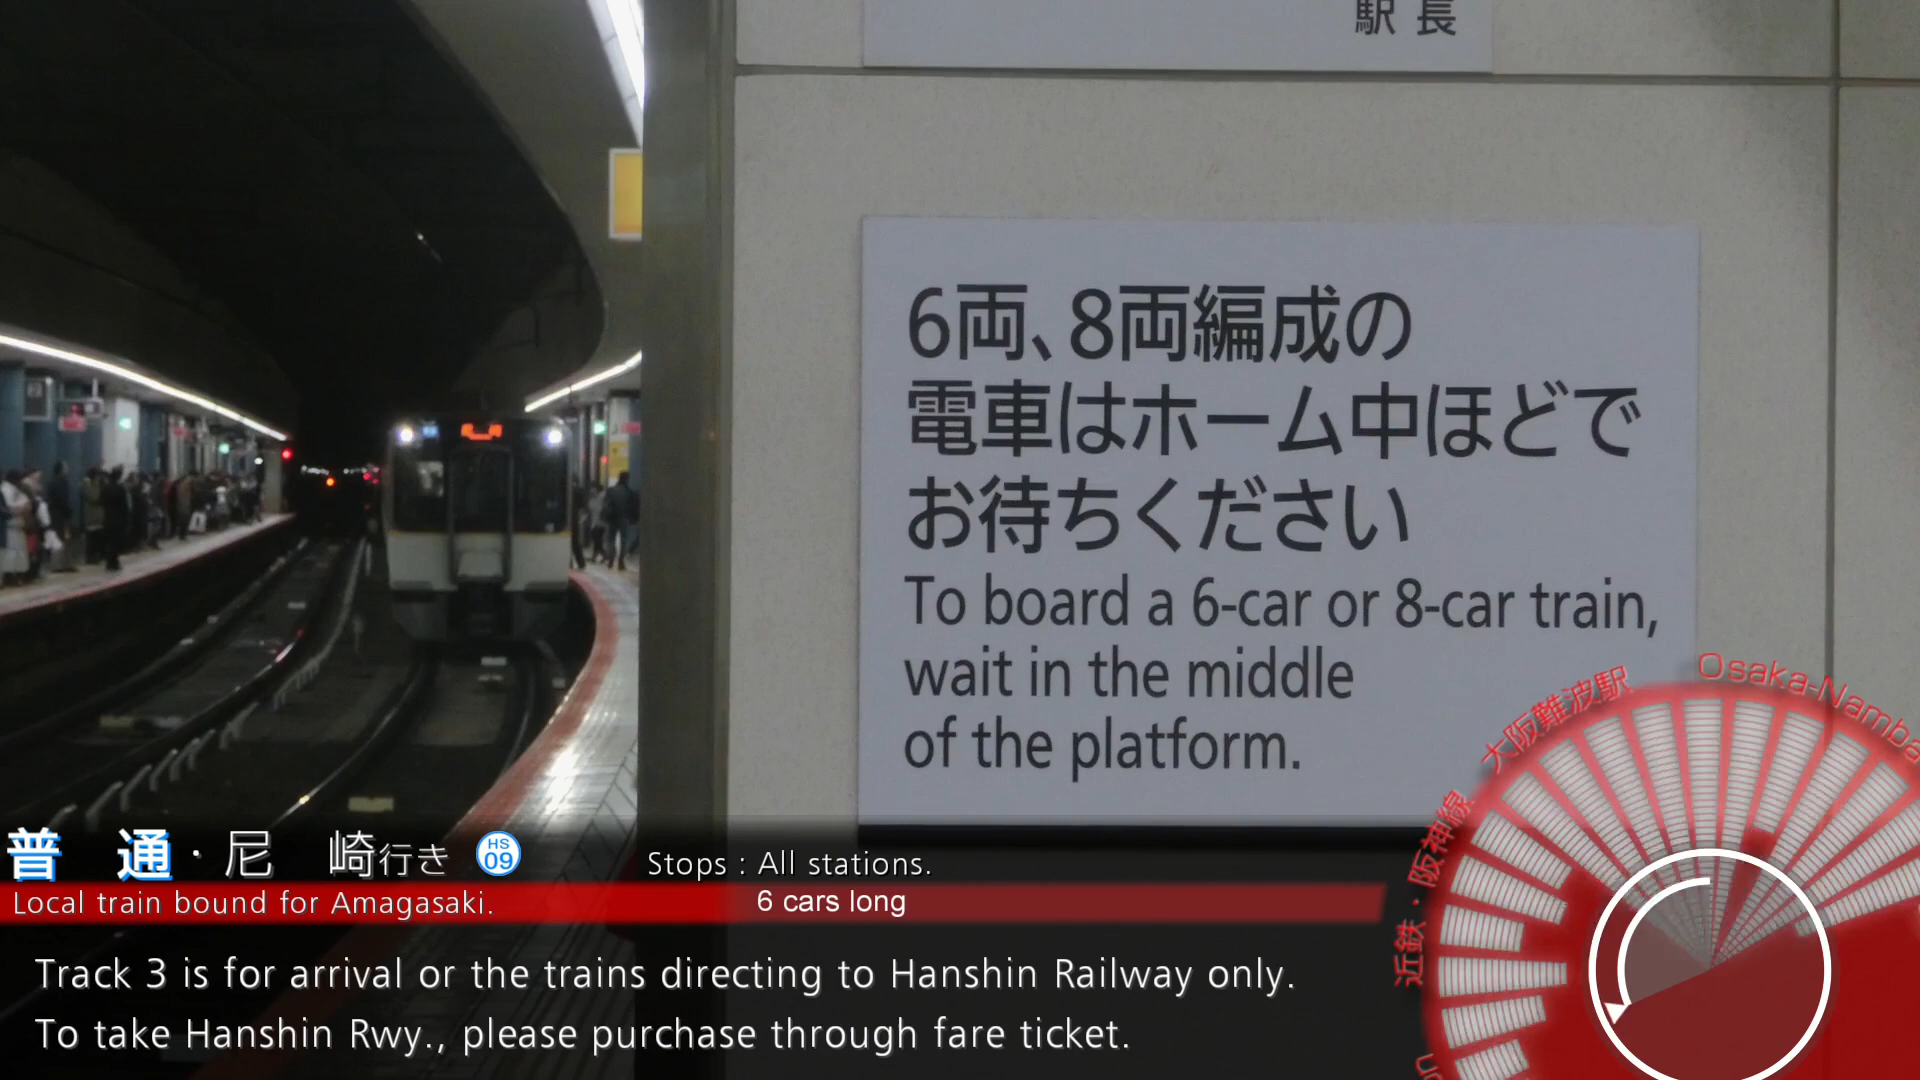 駅 長
6両、8両編成の
電車はホーム中ほどで
お待ちください
To board a 6-car or 8-car train,
wait in the middle
of the platform.
普 通・尼 崎行き HS 09
Stops : All stations.
Local train bound for Amagasaki.
6 cars long
Track 3 is for arrival or the trains directing to Hanshin Railway only.
To take Hanshin Rwy., please purchase through fare ticket.
近鉄・阪神線
大阪難波駅
Osaka-Namba